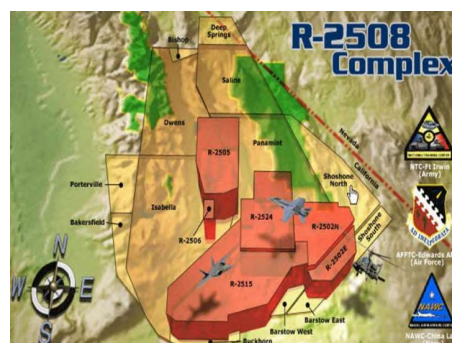 R-2508
Complex
Deep
Springs
Bishop
Saline
Owens
R-2505
Panamint
Nevada
California
NTC-Ft Irwin
(Army)
Shoshone
North
Porterville
Isabella
Bakersfield
R-2506
R-2524
R-2502N
Shoshone
South
R-2502E
AFFTC-Edwards A
(Air Force)
N
W
E
S
R-2515
Barstow East
Barstow West
Buckhorn
NAWC
NAWC-China La